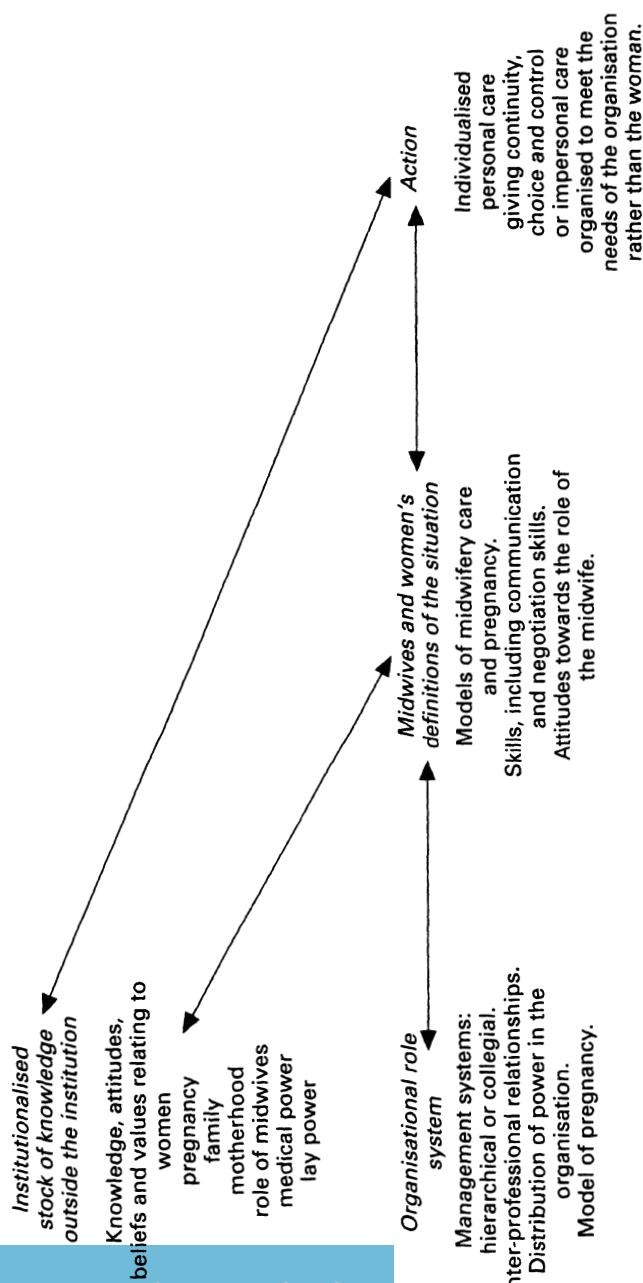 Institutionalised
stock of knowledge
outside the institution
Knowledge, attitudes,
beliefs and values relating to
women
pregnancy
family
motherhood
role of midwives
medical power
lay power
Organisational role
system
Management systems:
hierarchical or collegial.
ter-professional relationships.
Distribution of power in the
organisation.
Model of pregnancy.
Midwives and women's
definitions of the situation
Models of midwifery care
and pregnancy.
Skills, including communication
and negotiation skills.
Attitudes towards the role of
the midwife.
Action
Individualised
personal care
giving continuity,
choice and control
or impersonal care
organised to meet the
needs of the organisation
rather than the woman.